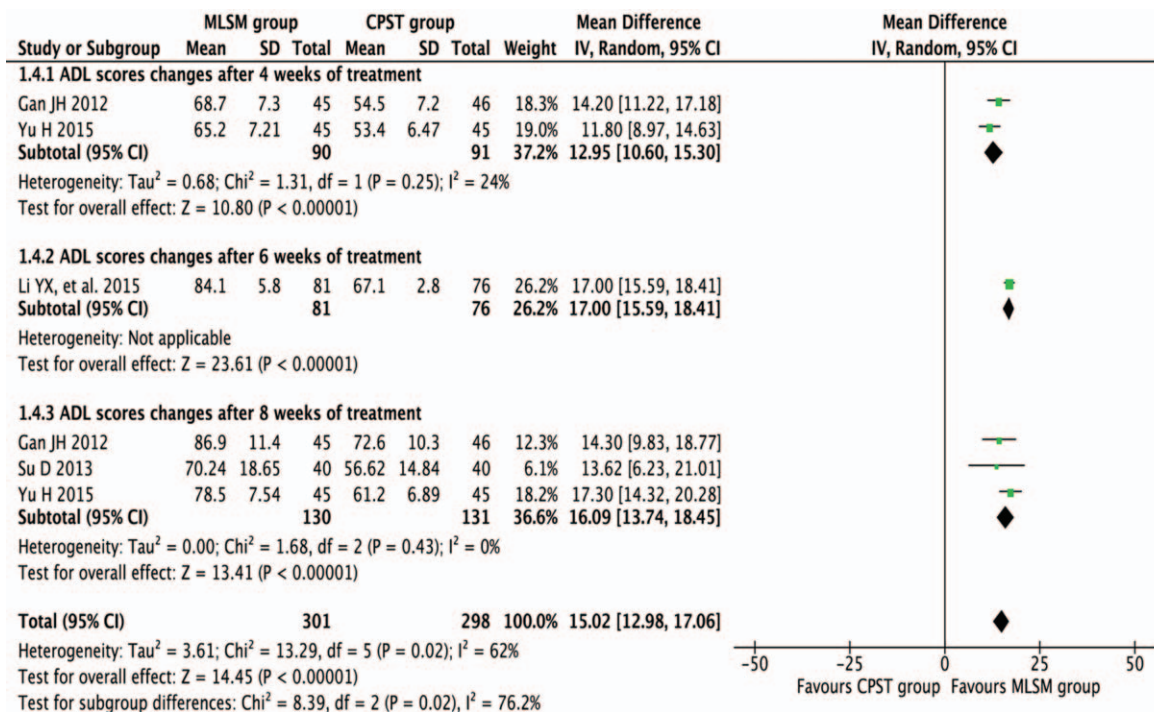 MLSM group CPST group Mean Difference Mean Difference
Study or Subgroup Mean SD Total Mean SD Total Weight IV, Random, 95% CI IV, Random, 95% CI
1.4.1 ADL scores changes after 4 weeks of treatment
Gan JH 2012 68.7 7.3 45 54.5 7.2 46 18.3% 14.20 [11.22, 17.18]
Yu H 2015 65.2 7.21 45 53.4 6.47 45 19.0% 11.80 [8.97, 14.63]
Subtotal (95% CI) 90 91 37.2% 12.95 [10.60, 15.30]
Heterogeneity: Tau² = 0.68; Chi² = 1.31, df = 1 (P = 0.25); I² = 24%
Test for overall effect: Z = 10.80 (P < 0.00001)
1.4.2 ADL scores changes after 6 weeks of treatment
Li YX, et al. 2015 84.1 5.8 81 67.1 2.8 76 26.2% 17.00 [15.59, 18.41]
Subtotal (95% CI) 81 76 26.2% 17.00 [15.59, 18.41]
Heterogeneity: Not applicable
Test for overall effect: Z = 23.61 (P < 0.00001)
1.4.3 ADL scores changes after 8 weeks of treatment
Gan JH 2012 86.9 11.4 45 72.6 10.3 46 12.3% 14.30 [9.83, 18.77]
Su D 2013 70.24 18.65 40 56.62 14.84 40 6.1% 13.62 [6.23, 21.01]
Yu H 2015 78.5 7.54 45 61.2 6.89 45 18.2% 17.30 [14.32, 20.28]
Subtotal (95% CI) 130 131 36.6% 16.09 [13.74, 18.45]
Heterogeneity: Tau² = 0.00; Chi² = 1.68, df = 2 (P = 0.43); I² = 0%
Test for overall effect: Z = 13.41 (P < 0.00001)
Total (95% CI) 301 298 100.0% 15.02 [12.98, 17.06]
Heterogeneity: Tau² = 3.61; Chi² = 13.29, df = 5 (P = 0.02); I² = 62%
Test for overall effect: Z = 14.45 (P < 0.00001)
Test for subgroup differences: Chi² = 8.39, df = 2 (P = 0.02), I² = 76.2%
-50 -25 0 25 50
Favours CPST group Favours MLSM group